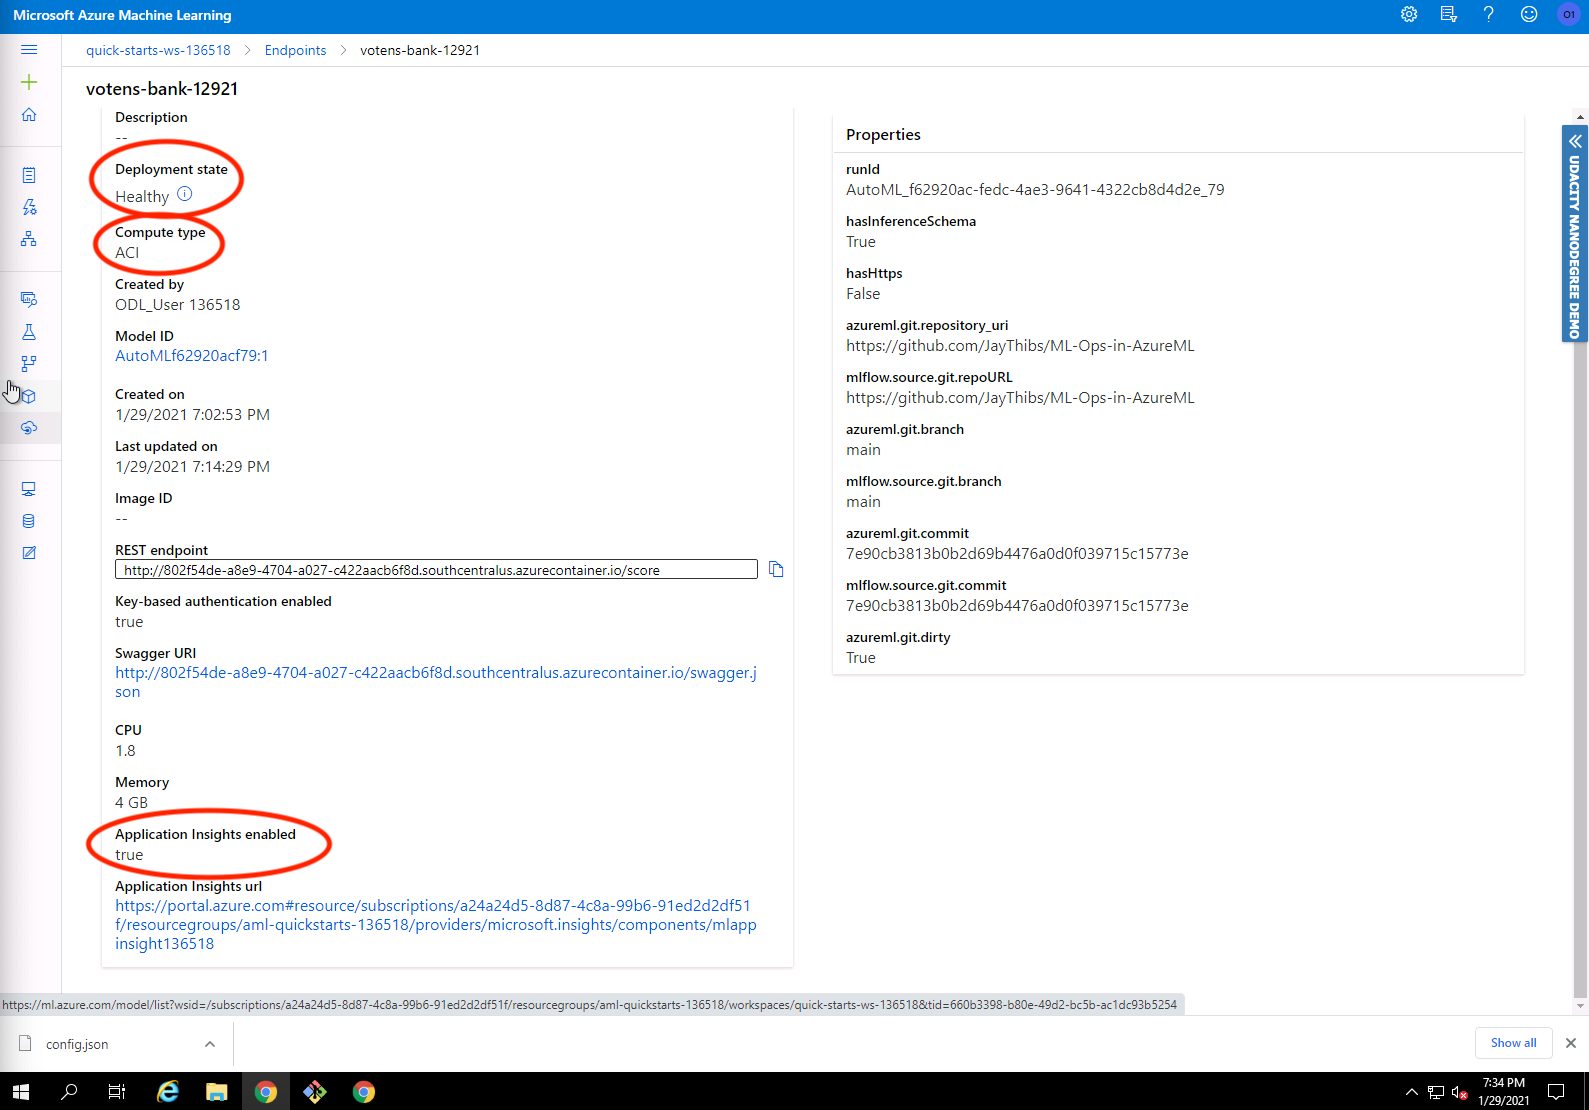 Microsoft Azure Machine Learning
O1
quick-starts-ws-136518 > Endpoints > votens-bank-12921
votens-bank-12921
Description
--
Deployment state
Healthy
Compute type
ACI
Created by
ODL_User 136518
Model ID
AutoMLf62920acf79:1
Created on
1/29/2021 7:02:53 PM
Last updated on
1/29/2021 7:14:29 PM
Image ID
--
REST endpoint
http://802f54de-a8e9-4704-a027-c422aacb6f8d.southcentralus.azurecontainer.io/score
Key-based authentication enabled
true
Swagger URI
http://802f54de-a8e9-4704-a027-c422aacb6f8d.southcentralus.azurecontainer.io/swagger.j
son
CPU
1.8
Memory
4 GB
Application Insights enabled
true
Application Insights url
https://portal.azure.com#resource/subscriptions/a24a24d5-8d87-4c8a-99b6-91ed2d2df51
f/resourcegroups/aml-quickstarts-136518/providers/microsoft.insights/components/mlapp
insight136518
Properties
runId
AutoML_f62920ac-fedc-4ae3-9641-4322cb8d4d2e_79
hasInferenceSchema
True
hasHttps
False
azureml.git.repository_uri
https://github.com/JayThibs/ML-Ops-in-AzureML
mlflow.source.git.repoURL
https://github.com/JayThibs/ML-Ops-in-AzureML
azureml.git.branch
main
mlflow.source.git.branch
main
azureml.git.commit
7e90cb3813b0b2d69b4476a0d0f039715c15773e
mlflow.source.git.commit
7e90cb3813b0b2d69b4476a0d0f039715c15773e
azureml.git.dirty
True
UDACITY NANODEGREE DEMO
https://ml.azure.com/model/list?wsid=/subscriptions/a24a24d5-8d87-4c8a-99b6-91ed2d2df51f/resourcegroups/aml-quickstarts-136518/workspaces/quick-starts-ws-136518&tid=660b3398-b80e-49d2-bc5b-ac1dc93b5254
config.json
Show all
7:34 PM
1/29/2021